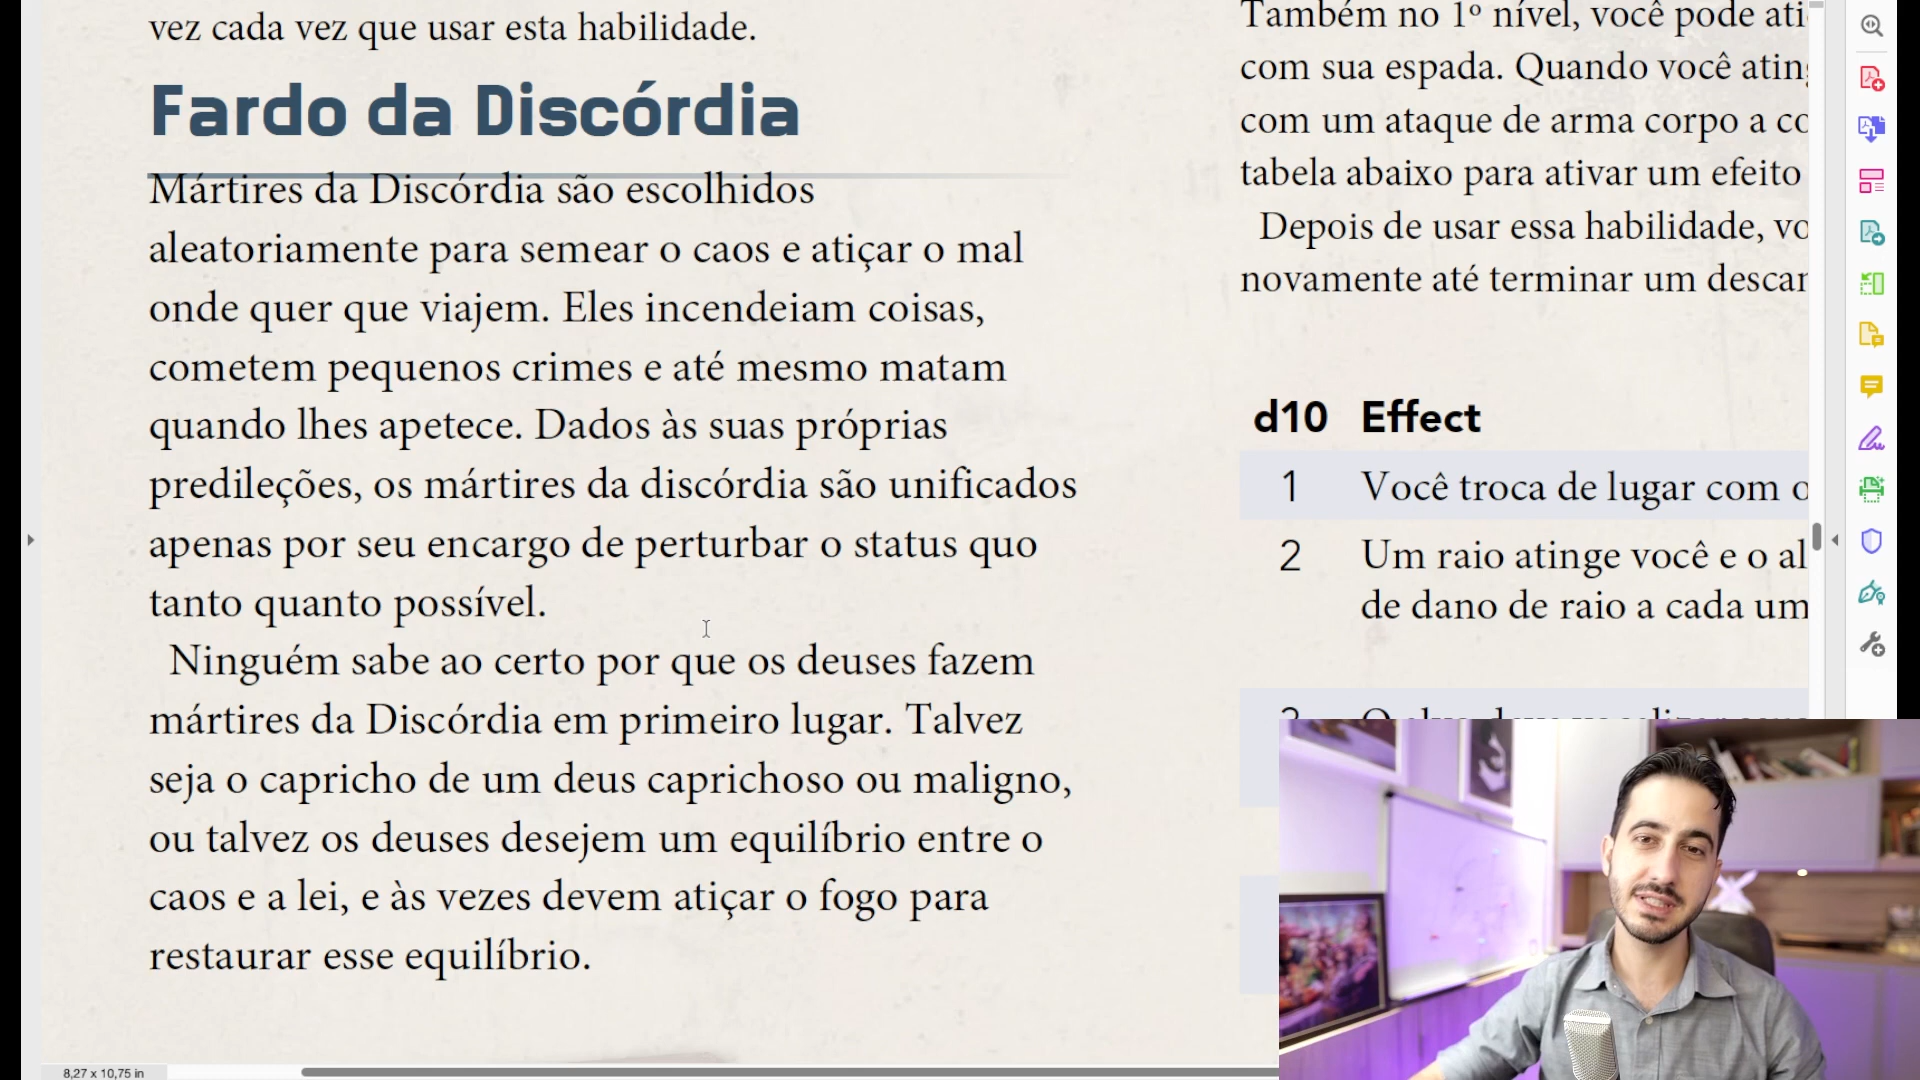 vez cada vez que usar esta habilidade.
Fardo da Discórdia
Mártires da Discórdia são escolhidos
aleatoriamente para semear o caos e atiçar o mal
onde quer que viajem. Eles incendeiam coisas,
cometem pequenos crimes e até mesmo matam
quando lhes apetece. Dados às suas próprias
predileções, os mártires da discórdia são unificados
apenas por seu encargo de perturbar o status quo
tanto quanto possível.
Ninguém sabe ao certo por que os deuses fazem
mártires da Discórdia em primeiro lugar. Talvez
seja o capricho de um deus caprichoso ou maligno,
ou talvez os deuses desejem um equilíbrio entre o
caos e a lei, e às vezes devem atiçar o fogo para
restaurar esse equilíbrio.
Também no 1º nível, você pode
com sua espada. Quando você
com um ataque de arma corpo a
tabela abaixo para ativar um efeito
Depois de usar essa habilidade,
novamente até terminar um
d10 Effect
1 Você troca de lugar com
2 Um raio atinge você e o
de dano de raio a cada
8,27 x 10,75 in